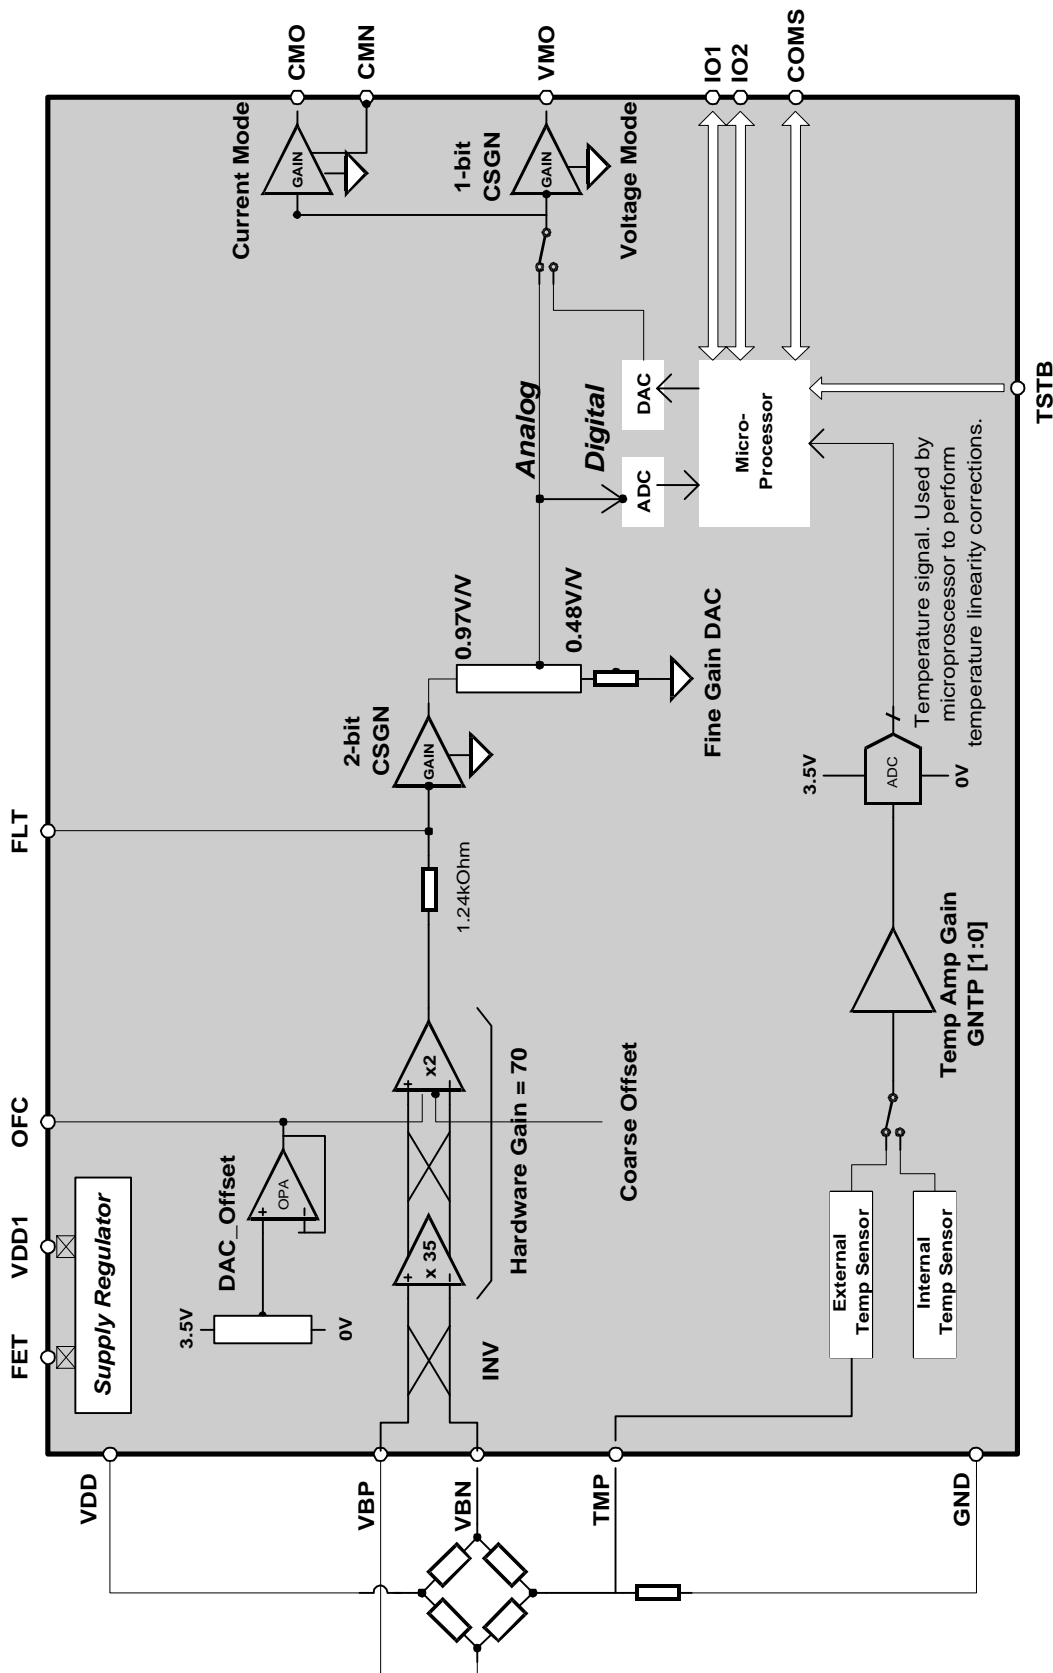 CMO
CMN
VMO
IO1
IO2
COMS
Current Mode
GAIN
1-bit
CSGN
GAIN
Voltage Mode
Analog
Digital
DAC
ADC
Micro-
Processor
TSTB
Temperature signal. Used by
microproscessor to perform
temperature linearity corrections.
0.97V/V
0.48V/V
Fine Gain DAC
2-bit
CSGN
GAIN
FLT
1.24kOhm
3.5V
ADC
0V
Temp Amp Gain
GNTP [1:0]
OFC
x2
+
–
Hardware Gain = 70
Coarse Offset
OPA
+
–
DAC_Offset
3.5V
0V
x 35
+
–
INV
VDD1
FET
Supply Regulator
External
Temp Sensor
Internal
Temp Sensor
VDD
VBP
VBN
TMP
GND